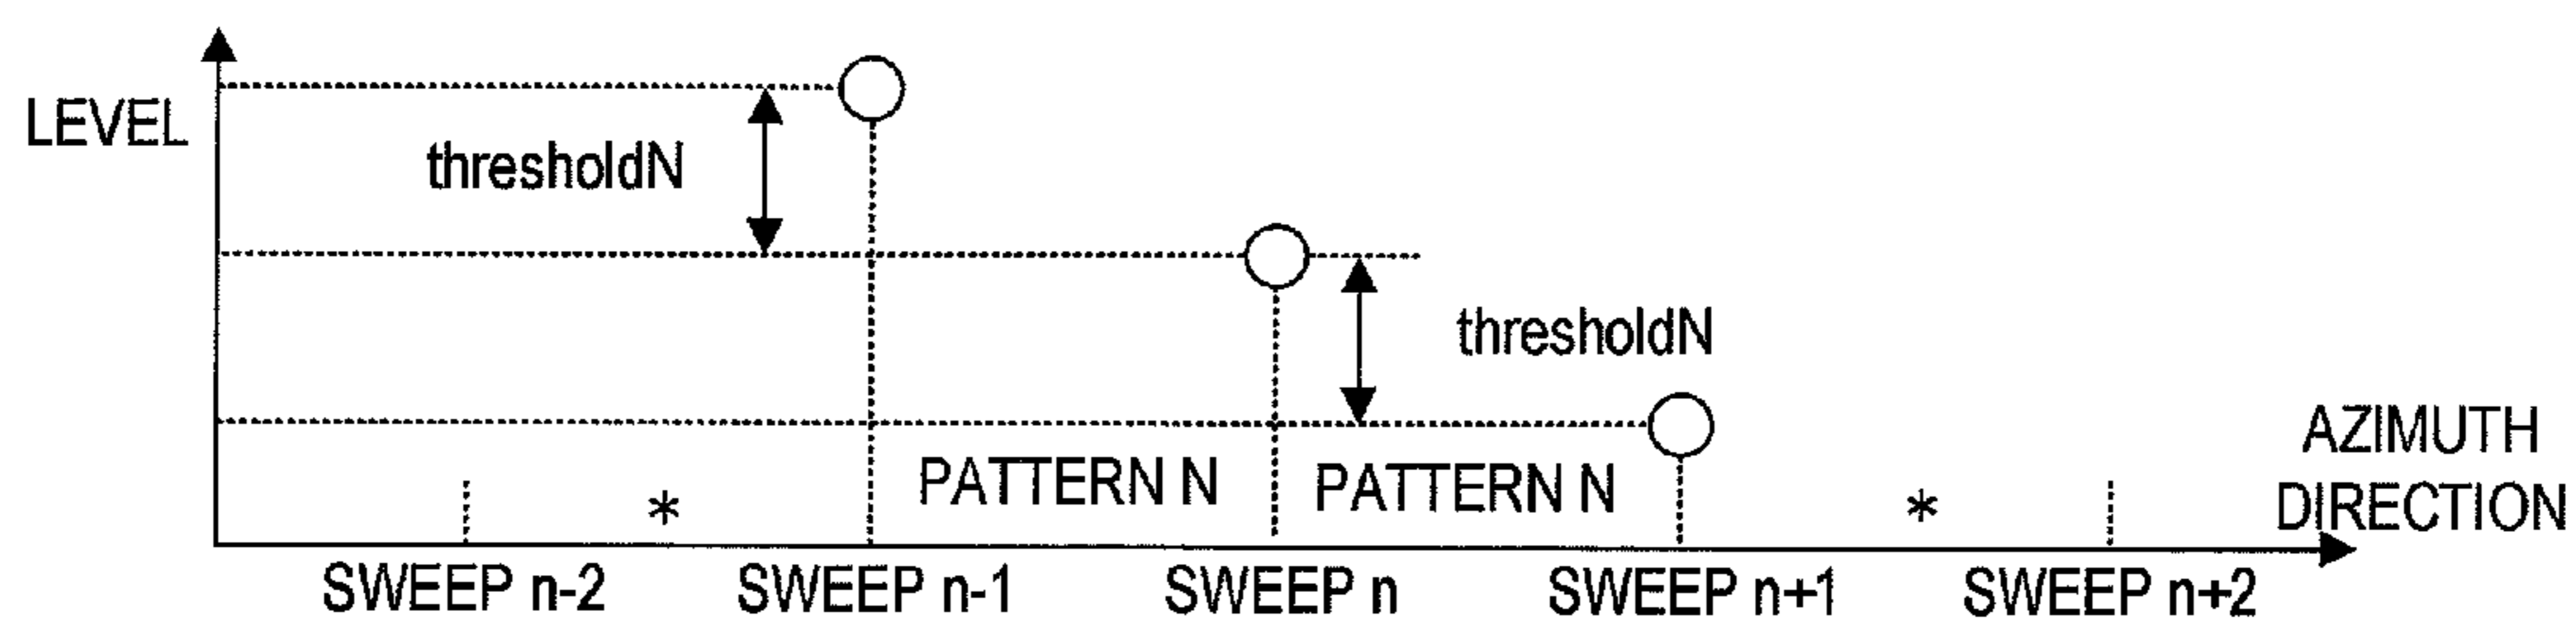 LEVEL
thresholdN
thresholdN
AZIMUTH
DIRECTION
* PATTERN N PATTERN N *
SWEEP n-2 SWEEP n-1 SWEEP n SWEEP n+1 SWEEP n+2